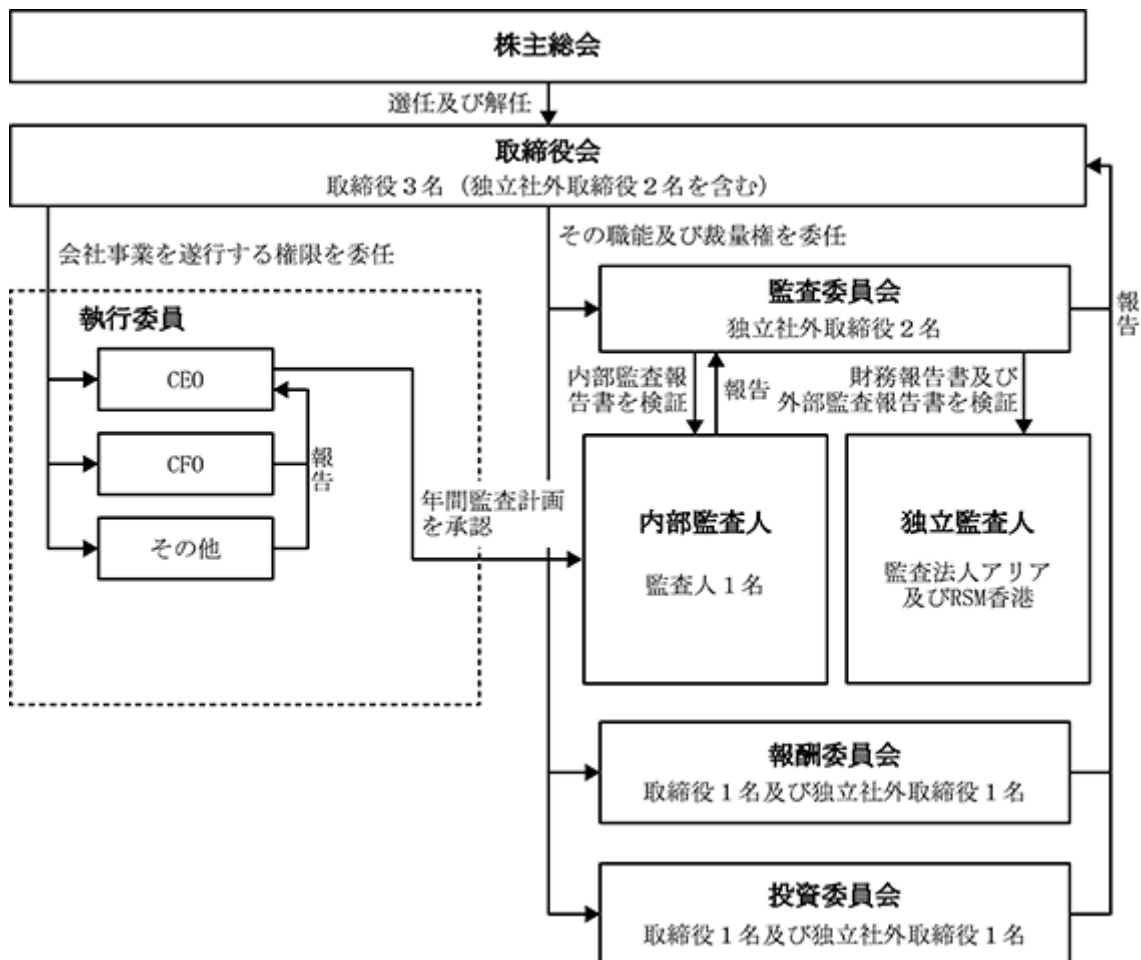 株主総会
選任及び解任
取締役会
取締役3名（独立社外取締役2名を含む）
会社事業を遂行する権限を委任
その職能及び裁量権を委任
執行委員
CEO
CFO
その他
報告
年間監査計画
を承認
監査委員会
独立社外取締役2名
内部監査報
告書を検証
報告
財務報告書及び
外部監査報告書を検証
内部監査人
監査人1名
独立監査人
監査法人アリア
及びRSM香港
報酬委員会
取締役1名及び独立社外取締役1名
投資委員会
取締役1名及び独立社外取締役1名
報告